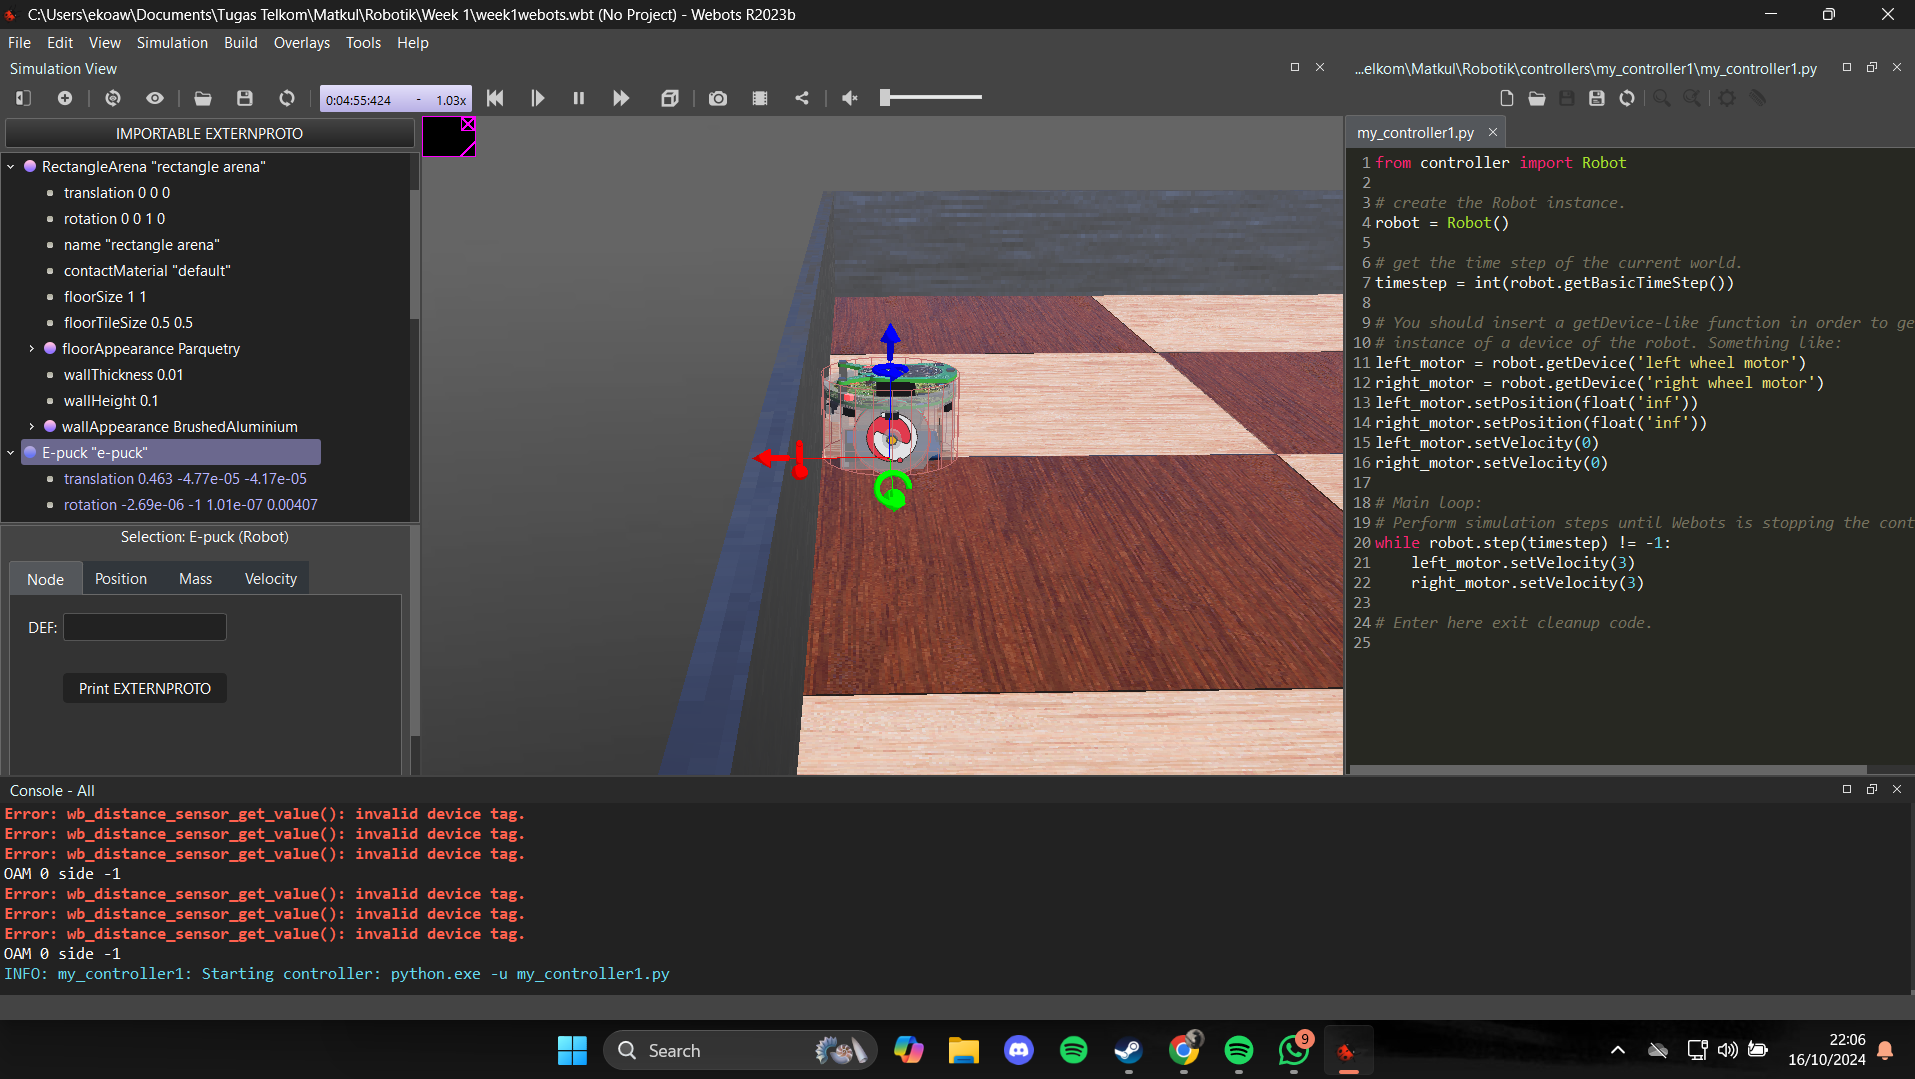 C:\Users\ekoaw\Documents\Tugas Telkom\Matkul\Robotik\Week 1\week1webots.wbt (No Project) - Webots R2023b
File Edit View Simulation Build Overlays Tools Help
Simulation View
0:04:55:424 - 1.03x
IMPORTABLE EXTERNPROTO
RectangleArena "rectangle arena"
translation 0 0 0
rotation 0 0 1 0
name "rectangle arena"
contactMaterial "default"
floorSize 1 1
floorTileSize 0.5 0.5
floorAppearance Parquetry
wallThickness 0.01
wallHeight 0.1
wallAppearance BrushedAluminium
E-puck "e-puck"
translation 0.463 -4.77e-05 -4.17e-05
rotation -2.69e-06 -1 1.01e-07 0.00407
Selection: E-puck (Robot)
Node Position Mass Velocity
DEF:
Print EXTERNPROTO
...elkom\Matkul\Robotik\controllers\my_controller1\my_controller1.py
my_controller1.py
1 from controller import Robot
2
3 # create the Robot instance.
4 robot = Robot()
5
6 # get the time step of the current world.
7 timestep = int(robot.getBasicTimeStep())
8
9 # You should insert a getDevice-like function in order to ge
10 # instance of a device of the robot. Something like:
11 left_motor = robot.getDevice('left wheel motor')
12 right_motor = robot.getDevice('right wheel motor')
13 left_motor.setPosition(float('inf'))
14 right_motor.setPosition(float('inf'))
15 left_motor.setVelocity(0)
16 right_motor.setVelocity(0)
17
18 # Main loop:
19 # Perform simulation steps until Webots is stopping the cont
20 while robot.step(timestep) != -1:
21     left_motor.setVelocity(3)
22     right_motor.setVelocity(3)
23
24 # Enter here exit cleanup code.
25
Console - All
Error: wb_distance_sensor_get_value(): invalid device tag.
Error: wb_distance_sensor_get_value(): invalid device tag.
Error: wb_distance_sensor_get_value(): invalid device tag.
OAM 0 side -1
Error: wb_distance_sensor_get_value(): invalid device tag.
Error: wb_distance_sensor_get_value(): invalid device tag.
Error: wb_distance_sensor_get_value(): invalid device tag.
OAM 0 side -1
INFO: my_controller1: Starting controller: python.exe -u my_controller1.py
Search
9
22:06
16/10/2024